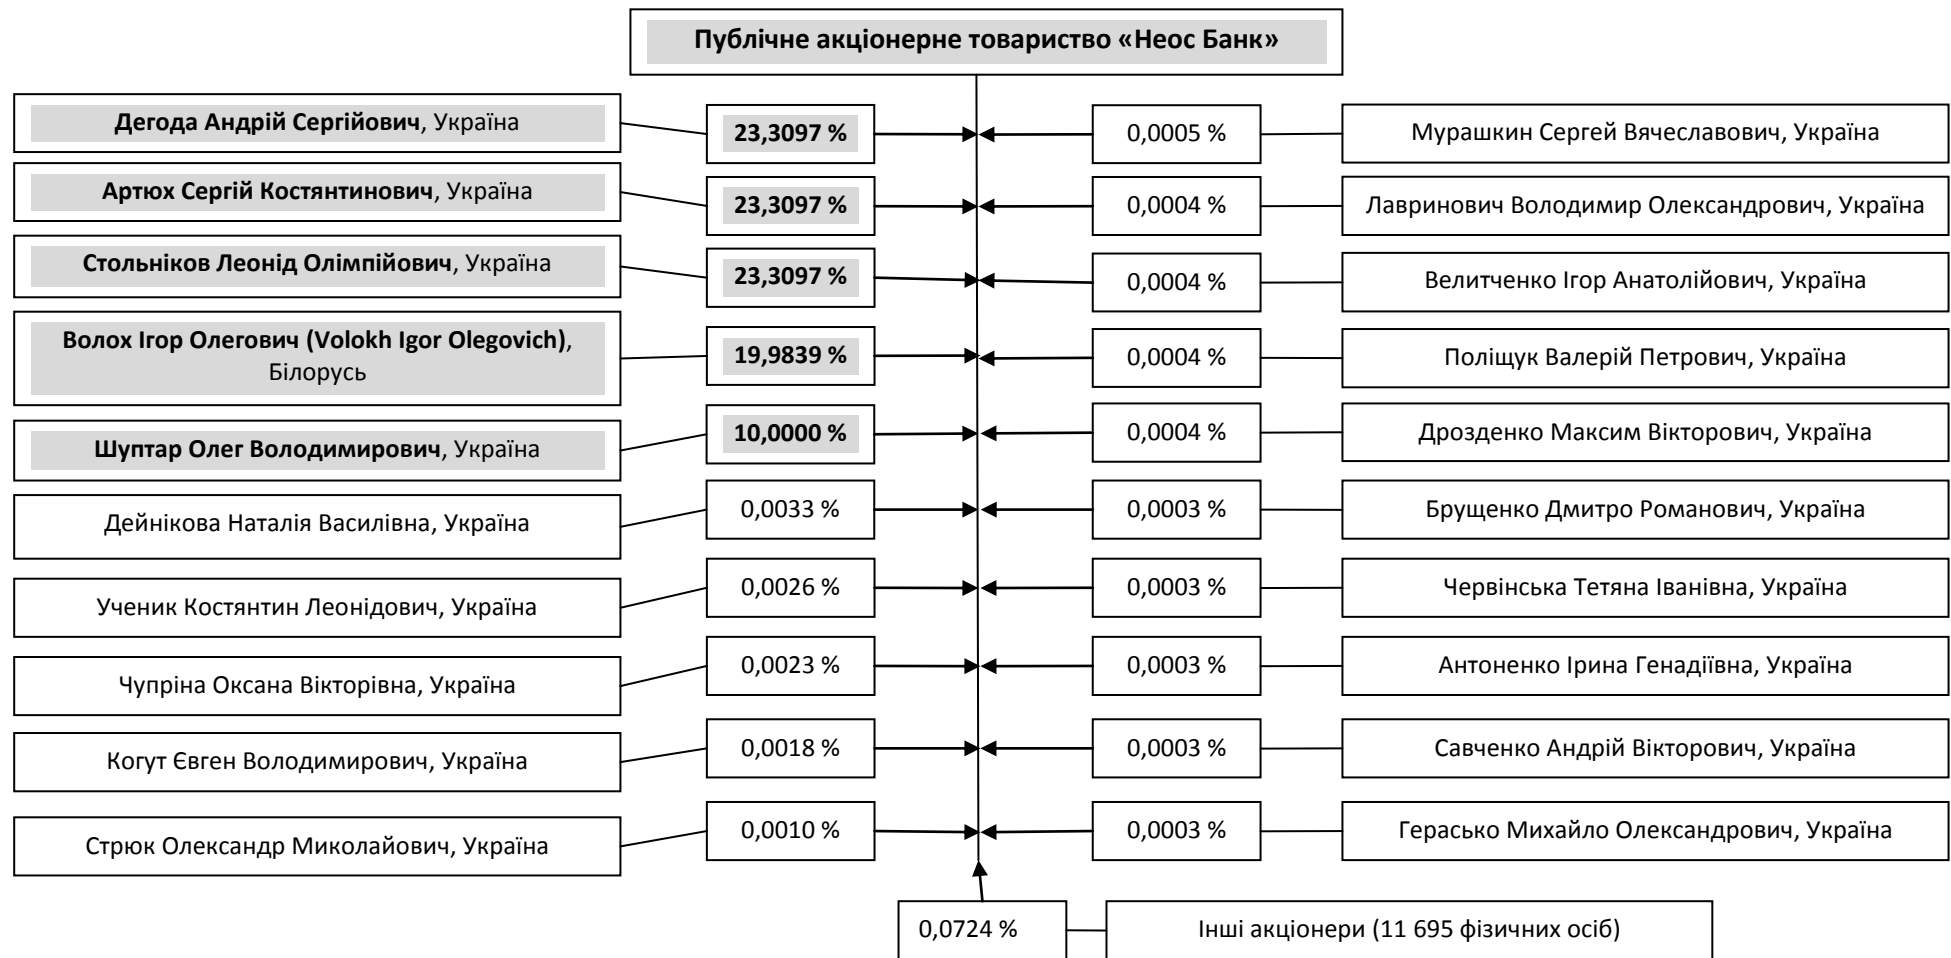 Публічне акціонерне товариство «Неос Банк»
Дегода Андрій Сергійович, Україна
23,3097 %
0,0005 %
Мурашкин Сергей Вячеславович, Україна
Артюх Сергій Костянтинович, Україна
23,3097 %
0,0004 %
Лавринович Володимир Олександрович, Україна
Стольніков Леонід Олімпійович, Україна
23,3097 %
0,0004 %
Велитченко Ігор Анатолійович, Україна
Волох Ігор Олегович (Volokh Igor Olegovich),
Білорусь
19,9839 %
0,0004 %
Поліщук Валерій Петрович, Україна
Шуптар Олег Володимирович, Україна
10,0000 %
0,0004 %
Дрозденко Максим Вікторович, Україна
Дейнікова Наталія Василівна, Україна
0,0033 %
0,0003 %
Брущенко Дмитро Романович, Україна
Ученик Костянтин Леонідович, Україна
0,0026 %
0,0003 %
Червінська Тетяна Іванівна, Україна
Чупріна Оксана Вікторівна, Україна
0,0023 %
0,0003 %
Антоненко Ірина Генадіївна, Україна
Когут Євген Володимирович, Україна
0,0018 %
0,0003 %
Савченко Андрій Вікторович, Україна
Стрюк Олександр Миколайович, Україна
0,0010 %
0,0003 %
Герасько Михайло Олександрович, Україна
0,0724 %
Інші акціонери (11 695 фізичних осіб)